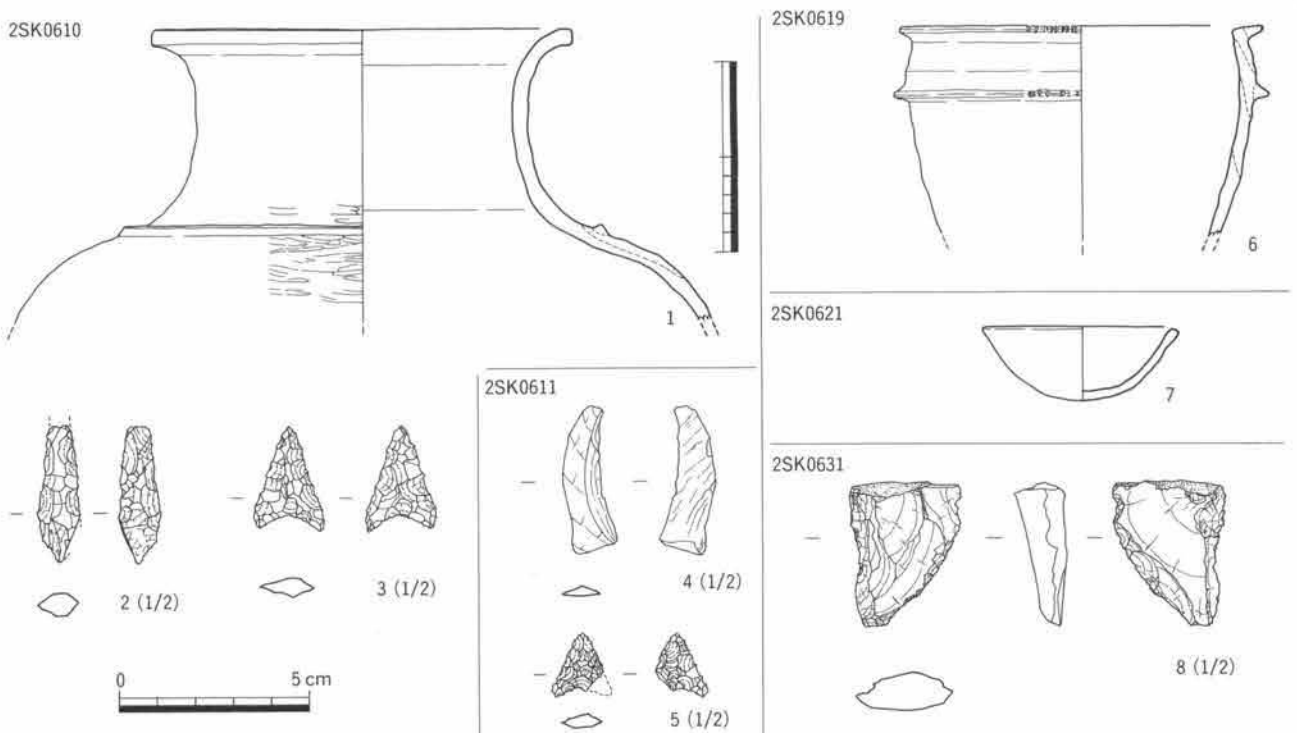 2SK0610
1
2 (1/2)
3 (1/2)
0 5 cm
2SK0611
4 (1/2)
5 (1/2)
2SK0619
6
2SK0621
7
2SK0631
8 (1/2)